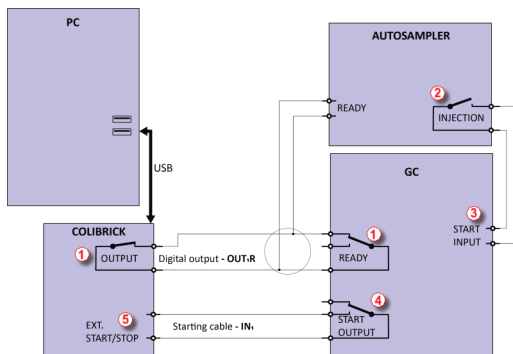 PC
AUTOSAMPLER
READY
2
INJECTION
USB
GC
3
START
INPUT
COLIBRICK
1
OUTPUT
Digital output - OUT₁R
1
READY
EXT.
5
START/STOP
Starting cable - IN₁
4
START
OUTPUT